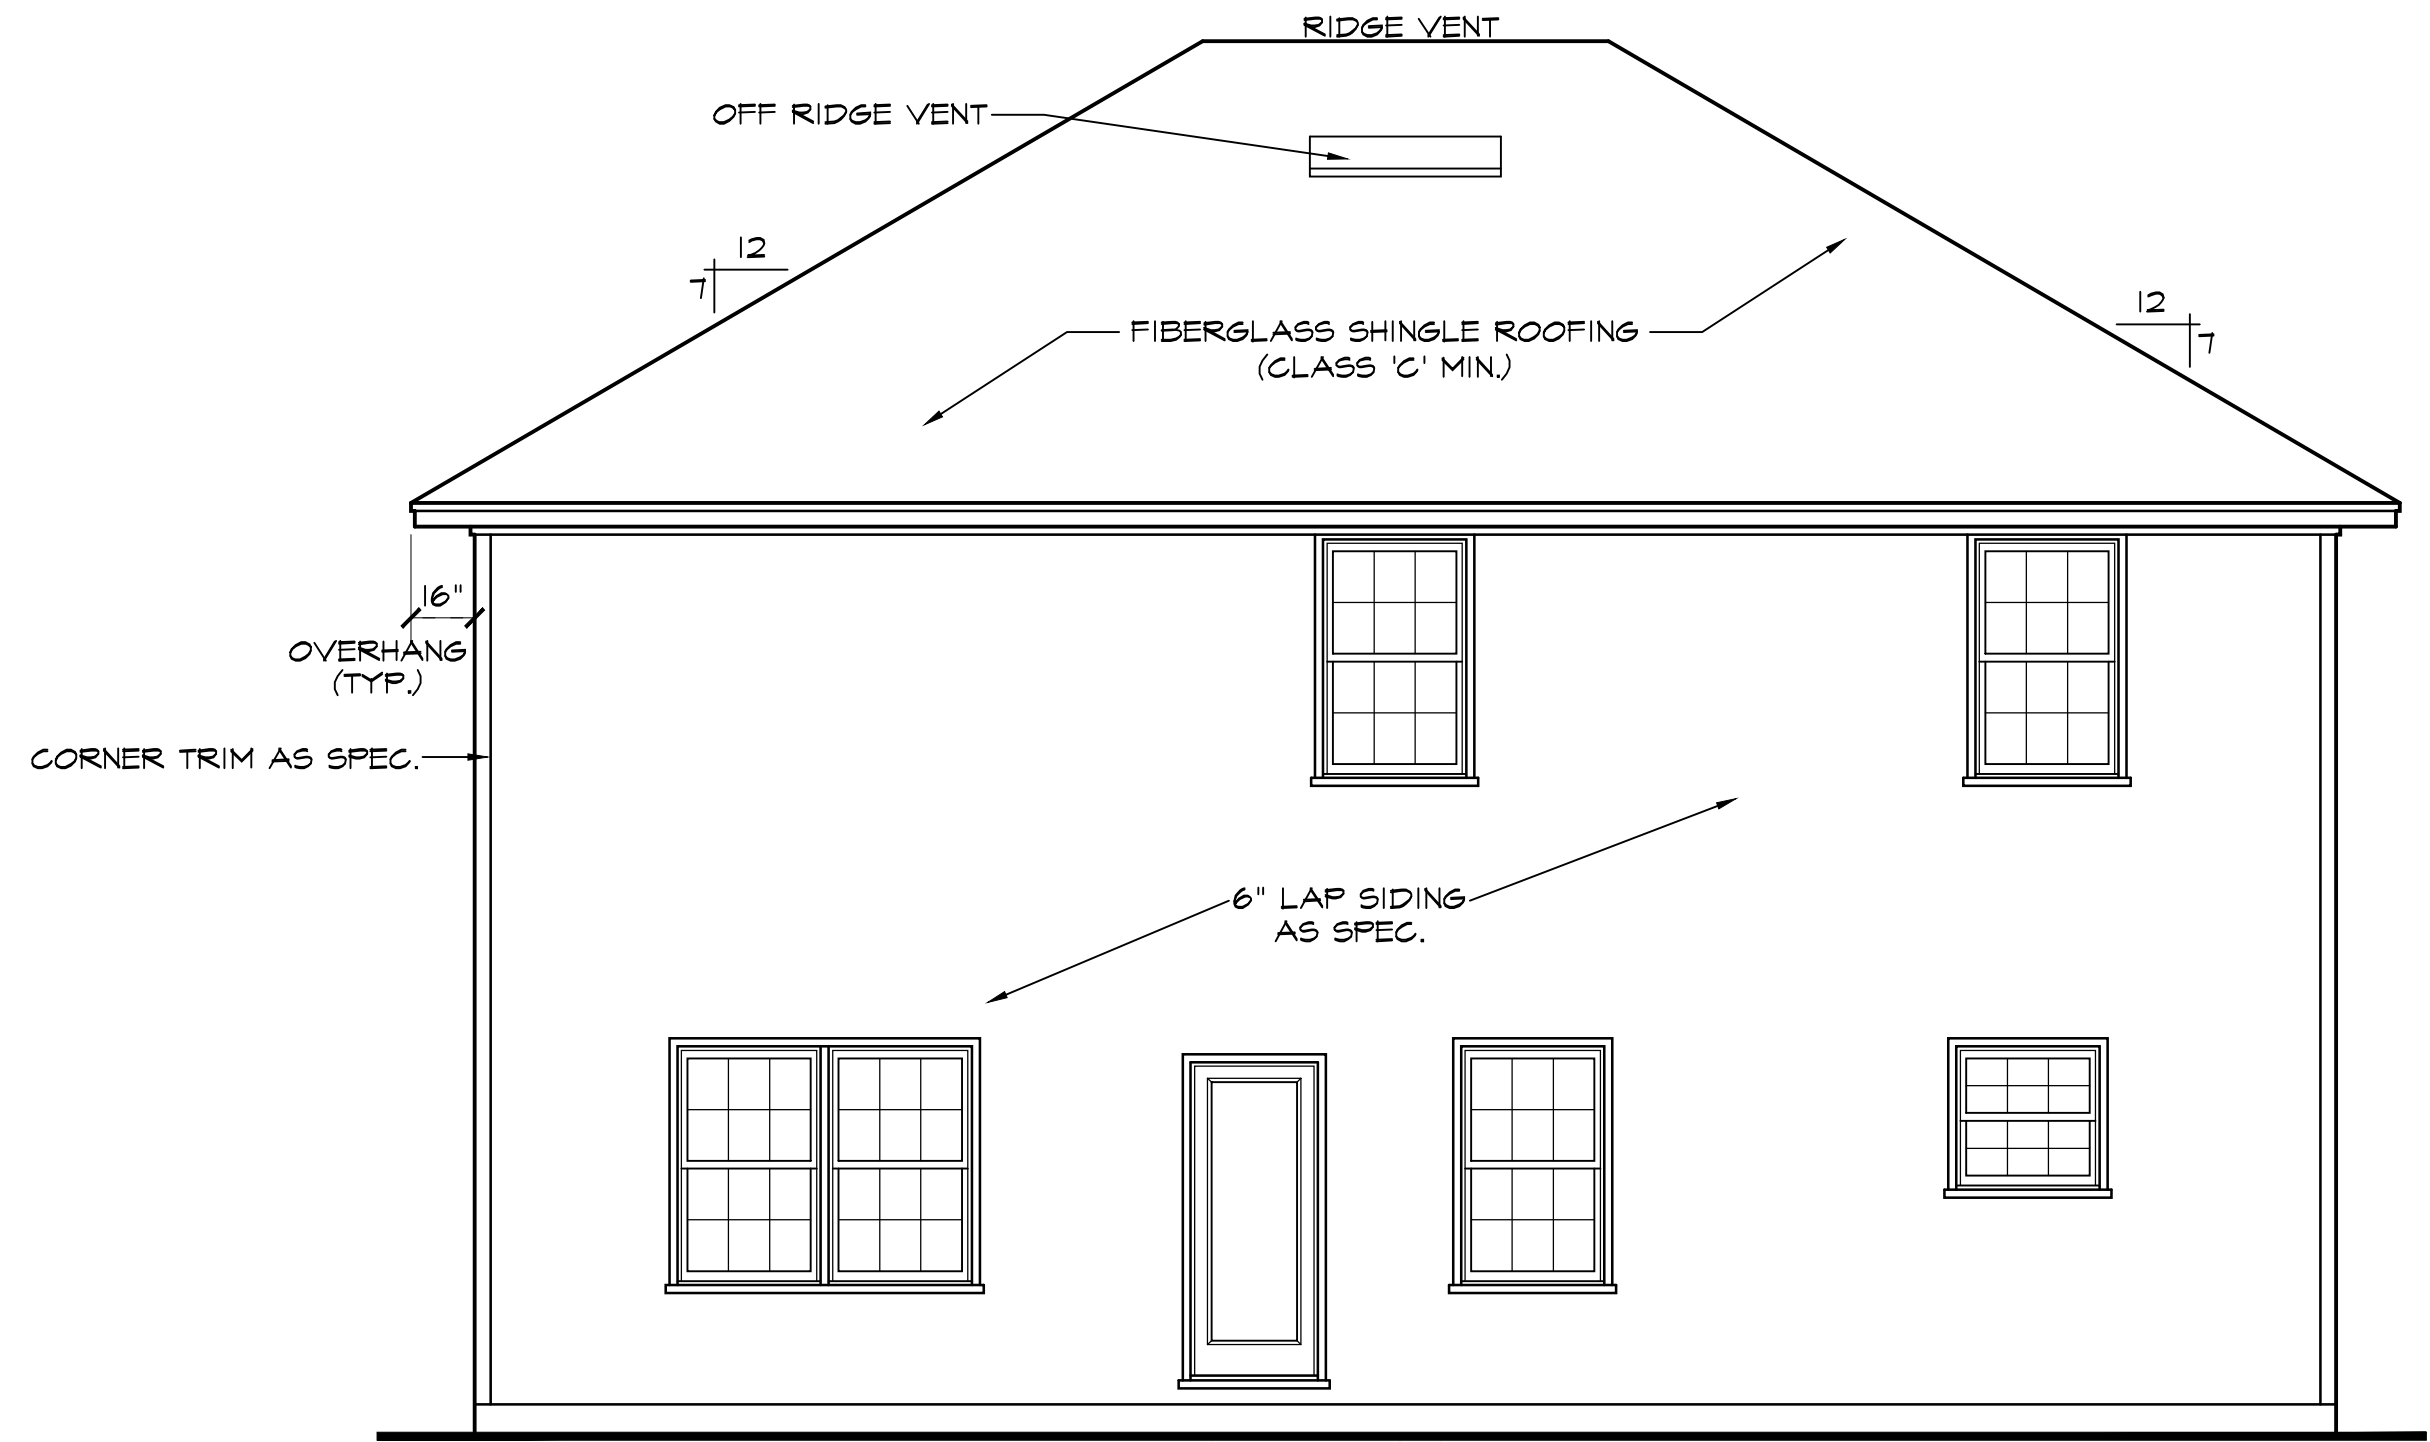 RIDGE VENT
OFF RIDGE VENT
12
7
12
7
FIBERGLASS SHINGLE ROOFING
(CLASS 'C' MIN.)
16"
OVERHANG
(TYP.)
CORNER TRIM AS SPEC.
6" LAP SIDING
AS SPEC.